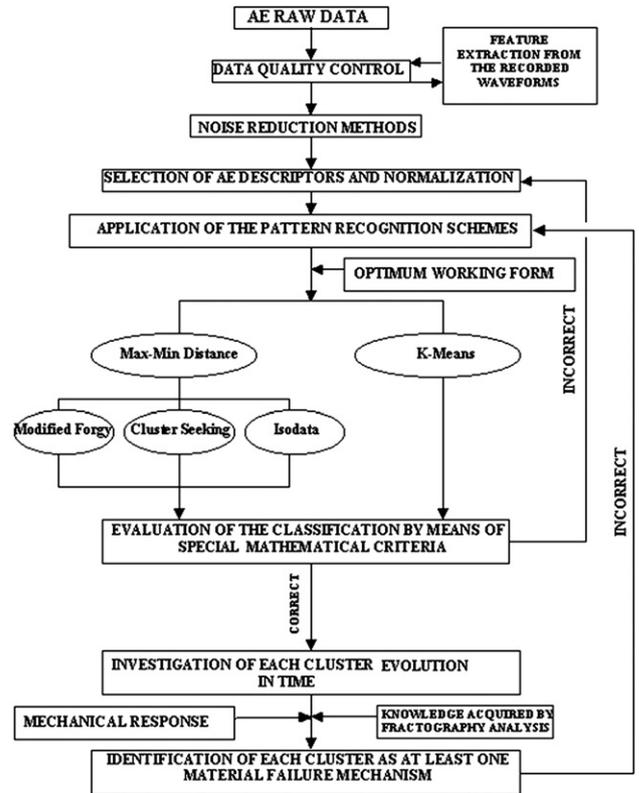 AE RAW DATA
DATA QUALITY CONTROL
FEATURE
EXTRACTION FROM
THE RECORDED
WAVEFORMS
NOISE REDUCTION METHODS
SELECTION OF AE DESCRIPTORS AND NORMALIZATION
APPLICATION OF THE PATTERN RECOGNITION SCHEMES
OPTIMUM WORKING FORM
Max-Min Distance
K-Means
INCORRECT
Modified Forgy
Cluster Seeking
Isodata
INCORRECT
EVALUATION OF THE CLASSIFICATION BY MEANS OF
SPECIAL MATHEMATICAL CRITERIA
CORRECT
INVESTIGATION OF EACH CLUSTER EVOLUTION
IN TIME
MECHANICAL RESPONSE
KNOWLEDGE ACQUIRED BY
FRACTOGRAPHY ANALYSIS
IDENTIFICATION OF EACH CLUSTER AS AT LEAST ONE
MATERIAL FAILURE MECHANISM